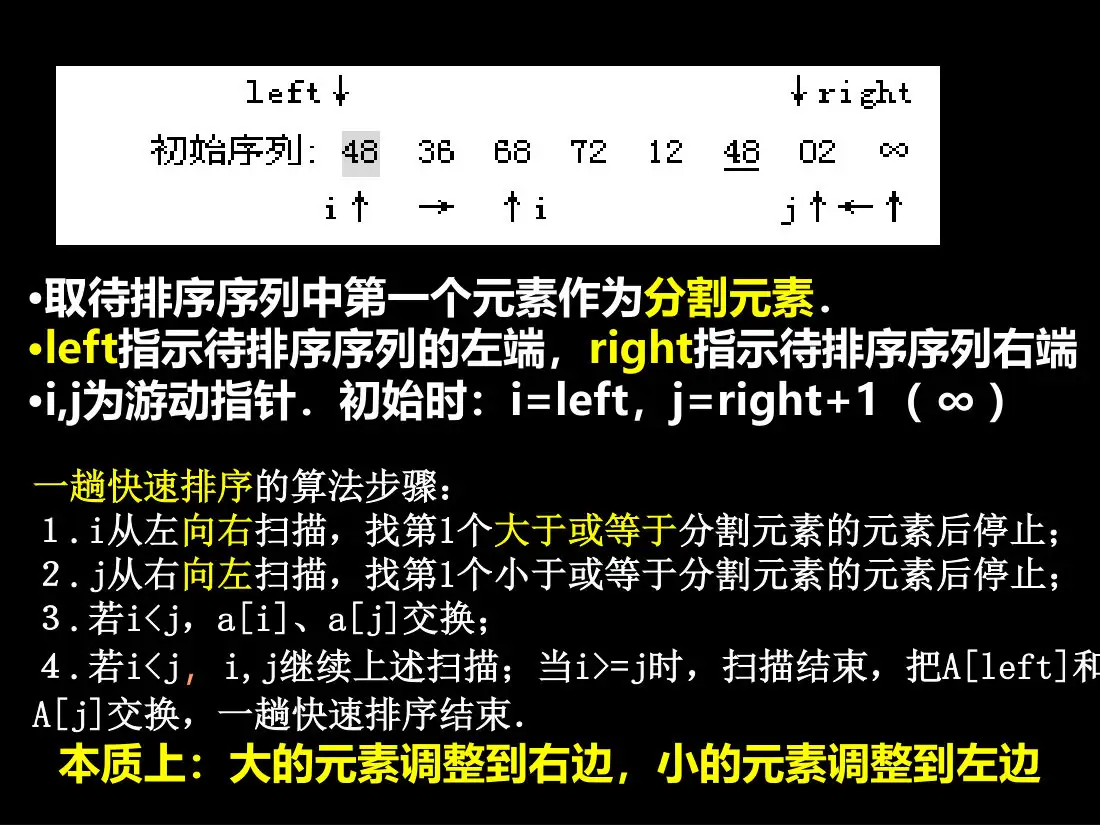 left↓ ↓right
初始序列: 48 36 68 72 12 48 02 ∞
i↑ → ↑i j↑←↑
•取待排序序列中第一个元素作为分割元素．
•left指示待排序序列的左端，right指示待排序序列右端
•i,j为游动指针．初始时：i=left，j=right+1（∞）
一趟快速排序的算法步骤：
１.i从左向右扫描，找第1个大于或等于分割元素的元素后停止；
２.j从右向左扫描，找第1个小于或等于分割元素的元素后停止；
３.若i<j，a[i]、a[j]交换；
４.若i<j, i,j继续上述扫描；当i>=j时，扫描结束，把A[left]和
A[j]交换，一趟快速排序结束．
本质上：大的元素调整到右边，小的元素调整到左边